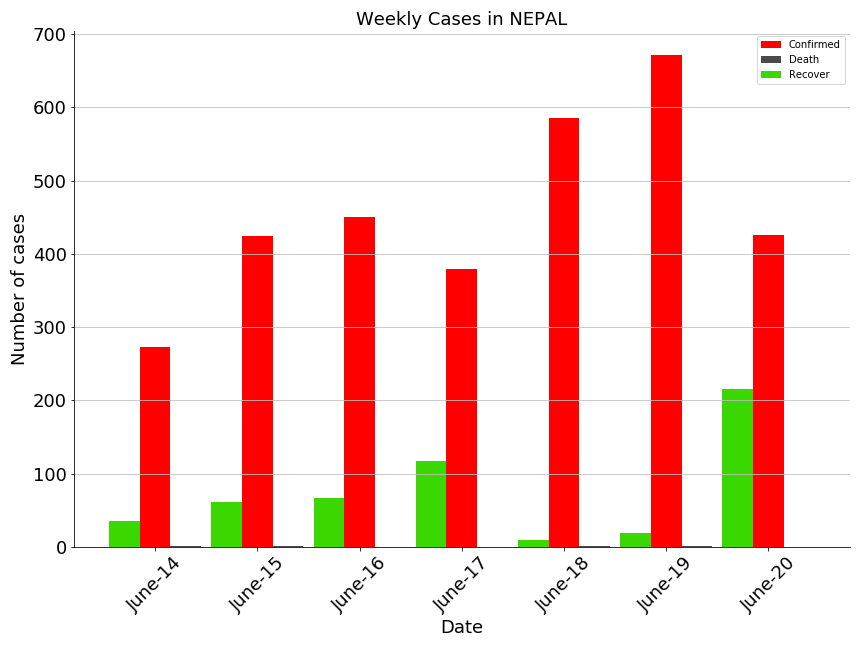 Weekly Cases in NEPAL
Confirmed
Death
Recover
Number of cases
700
600
500
400
300
200
100
0
June-14
June-15
June-16
June-17
June-18
June-19
June-20
Date